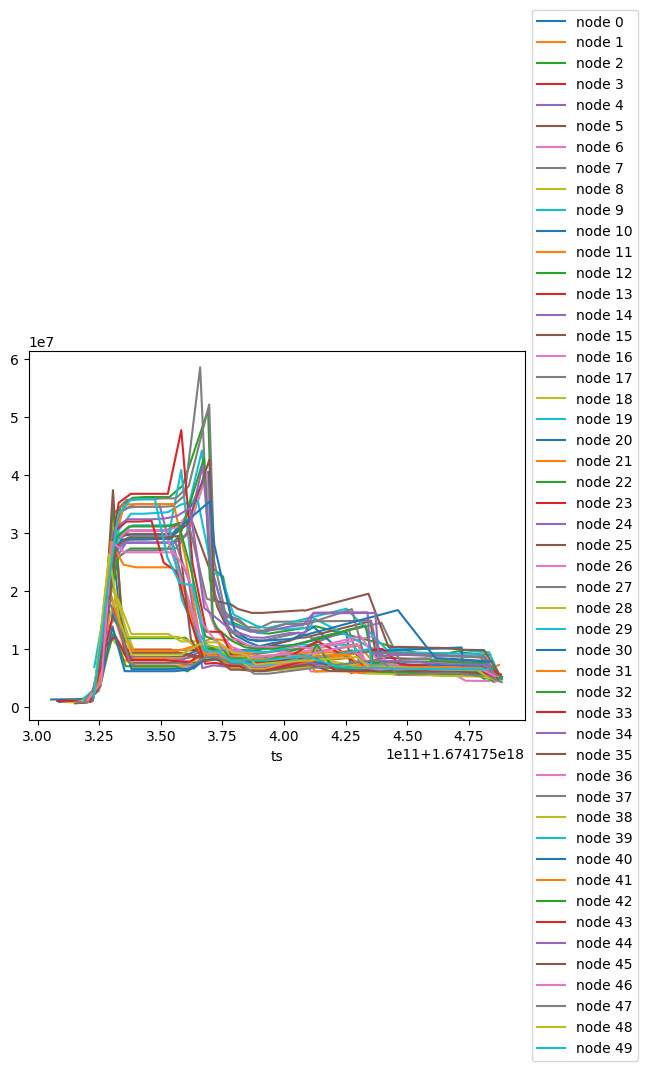 1e7
6
5
4
3
2
1
0
3.00 3.25 3.50 3.75 4.00 4.25 4.50 4.75
1e11+1.674175e18
ts
node 0
node 1
node 2
node 3
node 4
node 5
node 6
node 7
node 8
node 9
node 10
node 11
node 12
node 13
node 14
node 15
node 16
node 17
node 18
node 19
node 20
node 21
node 22
node 23
node 24
node 25
node 26
node 27
node 28
node 29
node 30
node 31
node 32
node 33
node 34
node 35
node 36
node 37
node 38
node 39
node 40
node 41
node 42
node 43
node 44
node 45
node 46
node 47
node 48
node 49